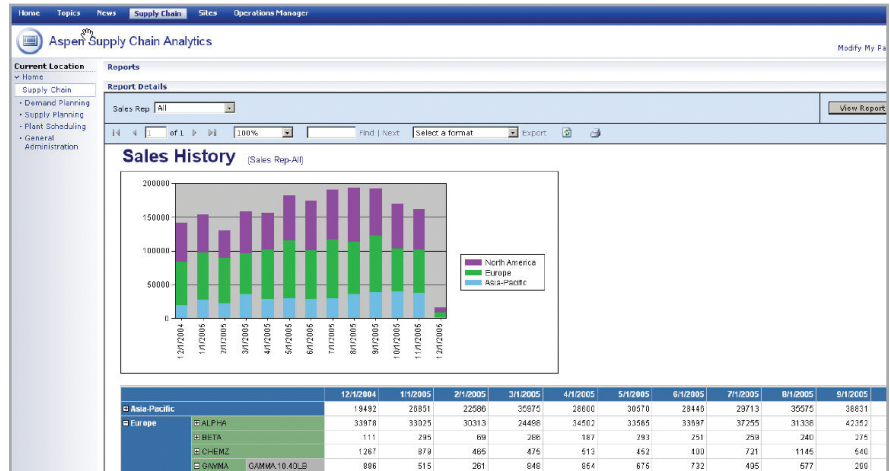 Home Topics News Supply Chain Sites Operations Manager
Aspen Supply Chain Analytics
Modify My Pa
Current Location
Home
Supply Chain
Demand Planning
Supply Planning
Plant Scheduling
General
Administration
Reports
Report Details
Sales Rep All
View Report
1 of 1 100% Find | Next Select a format Export
Sales History (Sales Rep-All)
200000
150000
100000
50000
0
12/1/2004 1/1/2005 2/1/2005 3/1/2005 4/1/2005 5/1/2005 6/1/2005 7/1/2005 8/1/2005 9/1/2005 10/1/2005 11/1/2005 12/1/2005
North America
Europe
Asia-Pacific
12/1/2004 1/1/2005 2/1/2005 3/1/2005 4/1/2005 5/1/2005 6/1/2005 7/1/2005 8/1/2005 9/1/2005
Asia-Pacific 19492 26851 22586 35975 28600 30570 28446 29713 35575 38831
Europe ALPHA 33978 33025 30313 24498 34502 33565 33697 37255 31338 42352
BETA 111 295 69 286 187 293 251 259 240 275
CHEMZ 1267 879 465 475 513 452 400 721 1145 540
GAMMA GAMMA.10.40LB 886 515 261 848 854 675 732 495 577 200